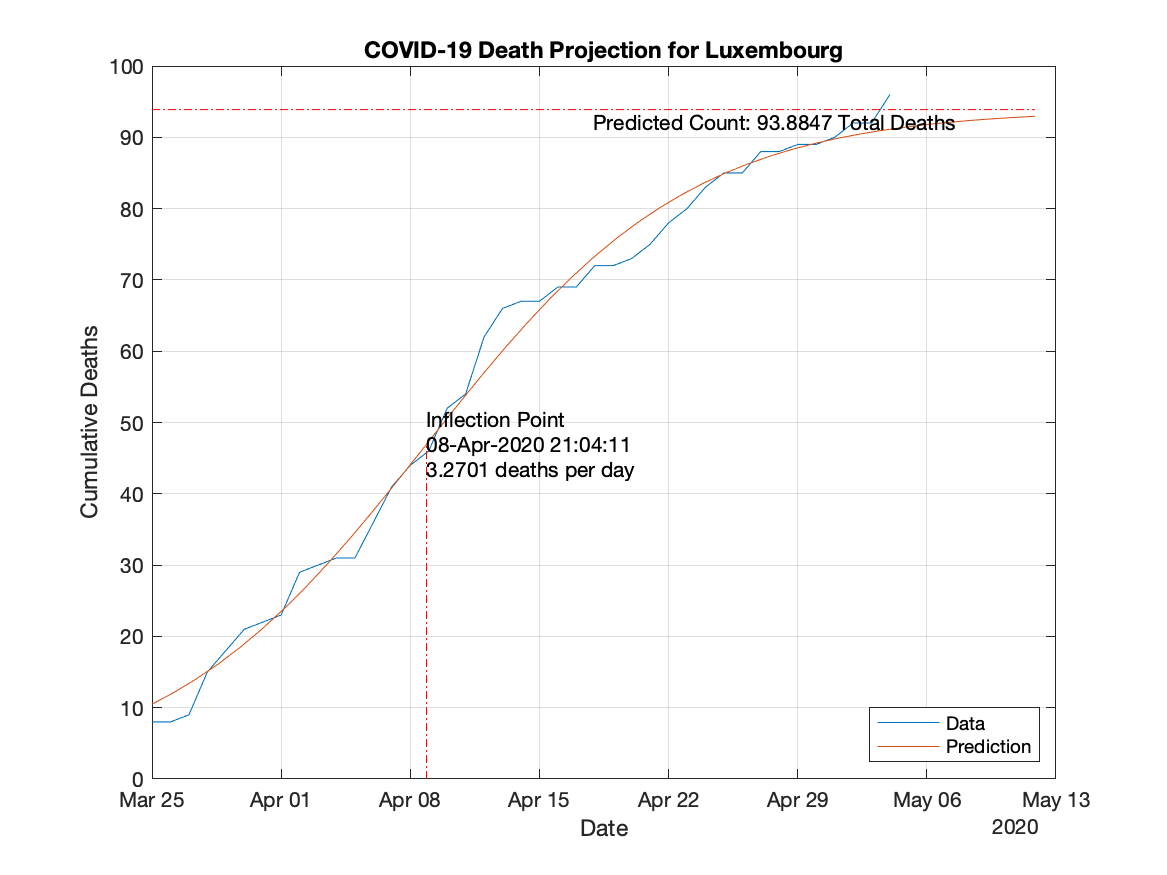 COVID-19 Death Projection for Luxembourg
100
90
80
70
60
50
40
30
20
10
0
Cumulative Deaths
Predicted Count: 93.8847 Total Deaths
Inflection Point
08-Apr-2020 21:04:11
3.2701 deaths per day
Data
Prediction
Mar 25 Apr 01 Apr 08 Apr 15 Apr 22 Apr 29 May 06 May 13
Date
2020